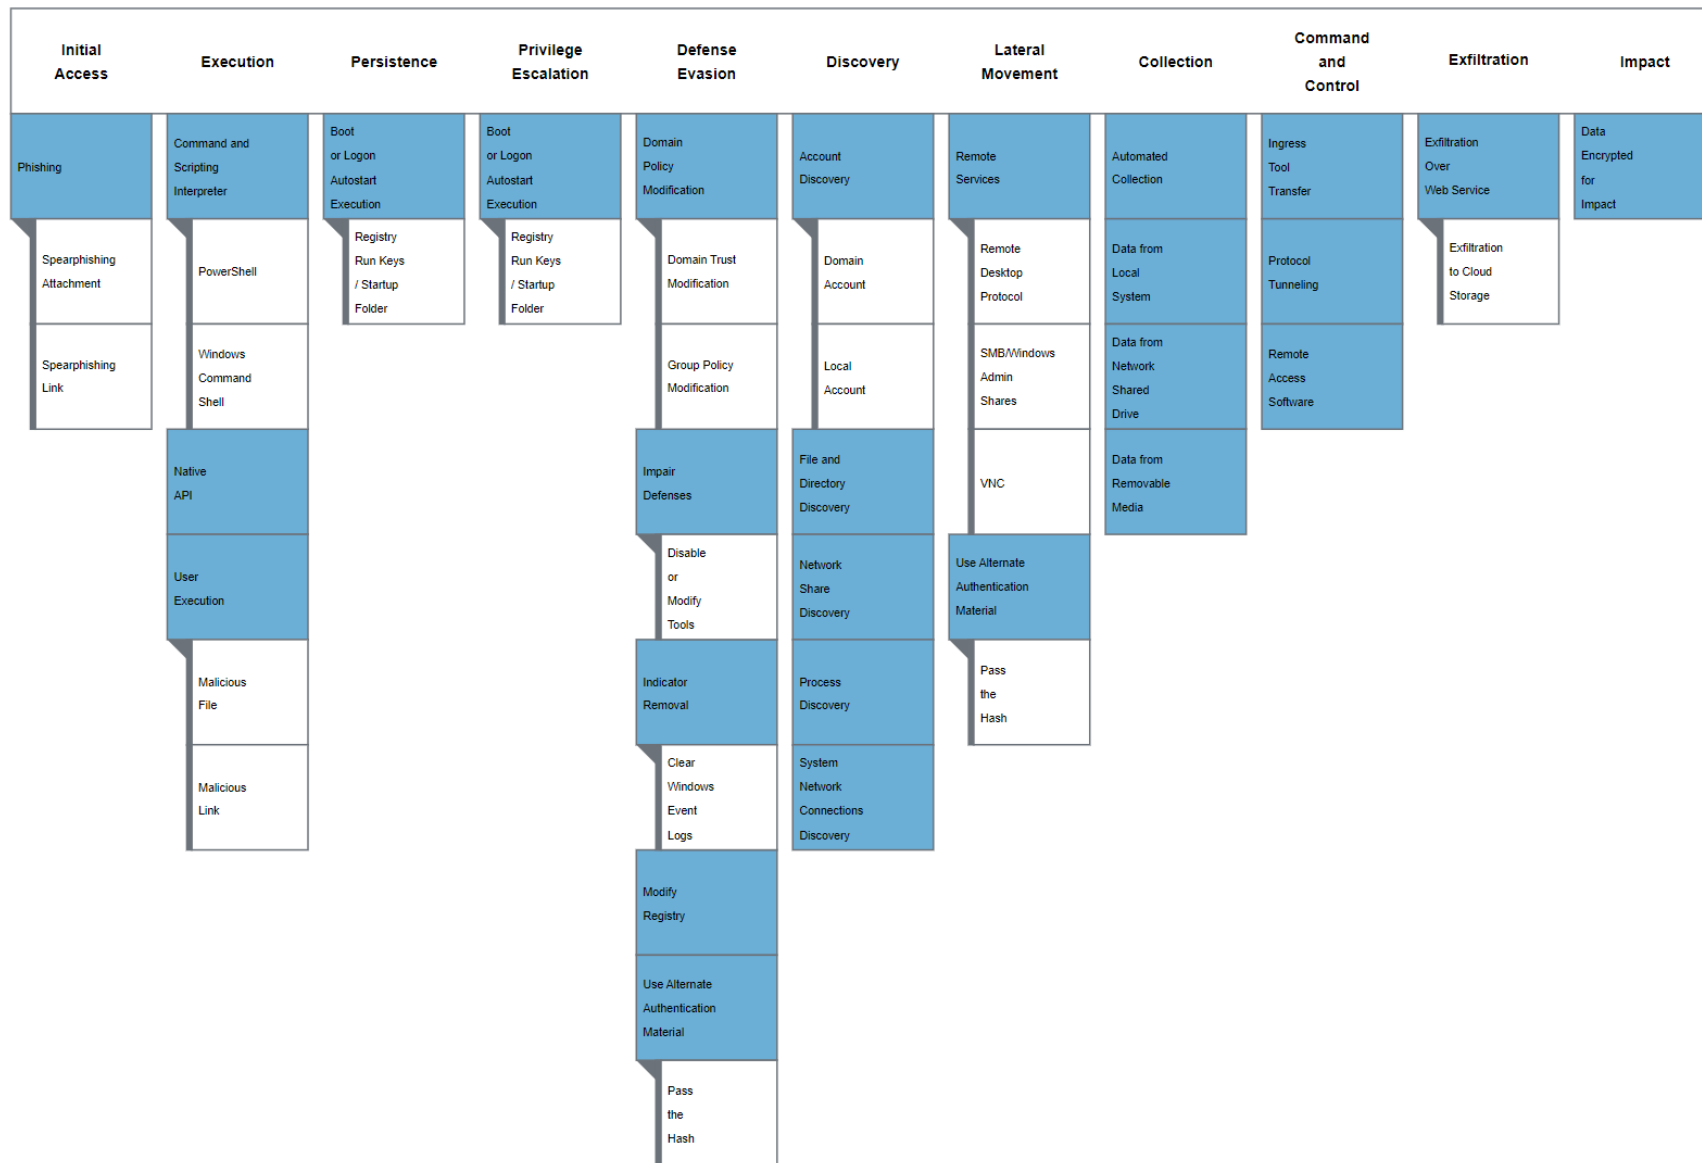 Initial
Access
Execution
Persistence
Privilege
Escalation
Defense
Evasion
Discovery
Lateral
Movement
Collection
Command
and
Control
Exfiltration
Impact
Phishing
Spearphishing
Attachment
Spearphishing
Link
Command and
Scripting
Interpreter
PowerShell
Windows
Command
Shell
Native
API
User
Execution
Malicious
File
Malicious
Link
Boot
or Logon
Autostart
Execution
Registry
Run Keys
/ Startup
Folder
Boot
or Logon
Autostart
Execution
Registry
Run Keys
/ Startup
Folder
Domain
Policy
Modification
Domain Trust
Modification
Group Policy
Modification
Impair
Defenses
Disable
or
Modify
Tools
Indicator
Removal
Clear
Windows
Event
Logs
Modify
Registry
Use Alternate
Authentication
Material
Pass
the
Hash
Account
Discovery
Domain
Account
Local
Account
File and
Directory
Discovery
Network
Share
Discovery
Process
Discovery
System
Network
Connections
Discovery
Remote
Services
Remote
Desktop
Protocol
SMB/Windows
Admin
Shares
VNC
Use Alternate
Authentication
Material
Pass
the
Hash
Automated
Collection
Data from
Local
System
Data from
Network
Shared
Drive
Data from
Removable
Media
Ingress
Tool
Transfer
Protocol
Tunneling
Remote
Access
Software
Exfiltration
Over
Web Service
Exfiltration
to Cloud
Storage
Data
Encrypted
for
Impact